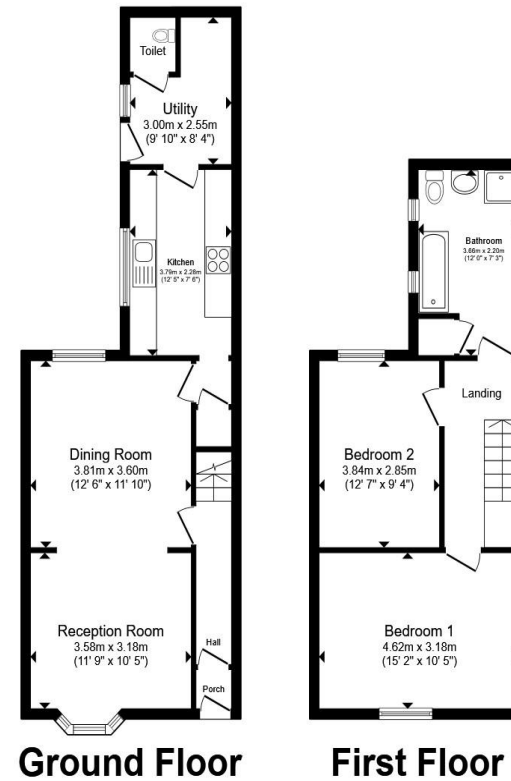 Toilet
Utility
3.00m x 2.55m
(9' 10" x 8' 4")
Kitchen
3.79m x 2.28m
(12' 5" x 7' 6")
Dining Room
3.81m x 3.60m
(12' 6" x 11' 10")
Reception Room
3.58m x 3.18m
(11' 9" x 10' 5")
Hall
Porch
Ground Floor
Bathroom
3.66m x 2.20m
(12' 0" x 7' 3")
Landing
Bedroom 2
3.84m x 2.85m
(12' 7" x 9' 4")
Bedroom 1
4.62m x 3.18m
(15' 2" x 10' 5")
First Floor